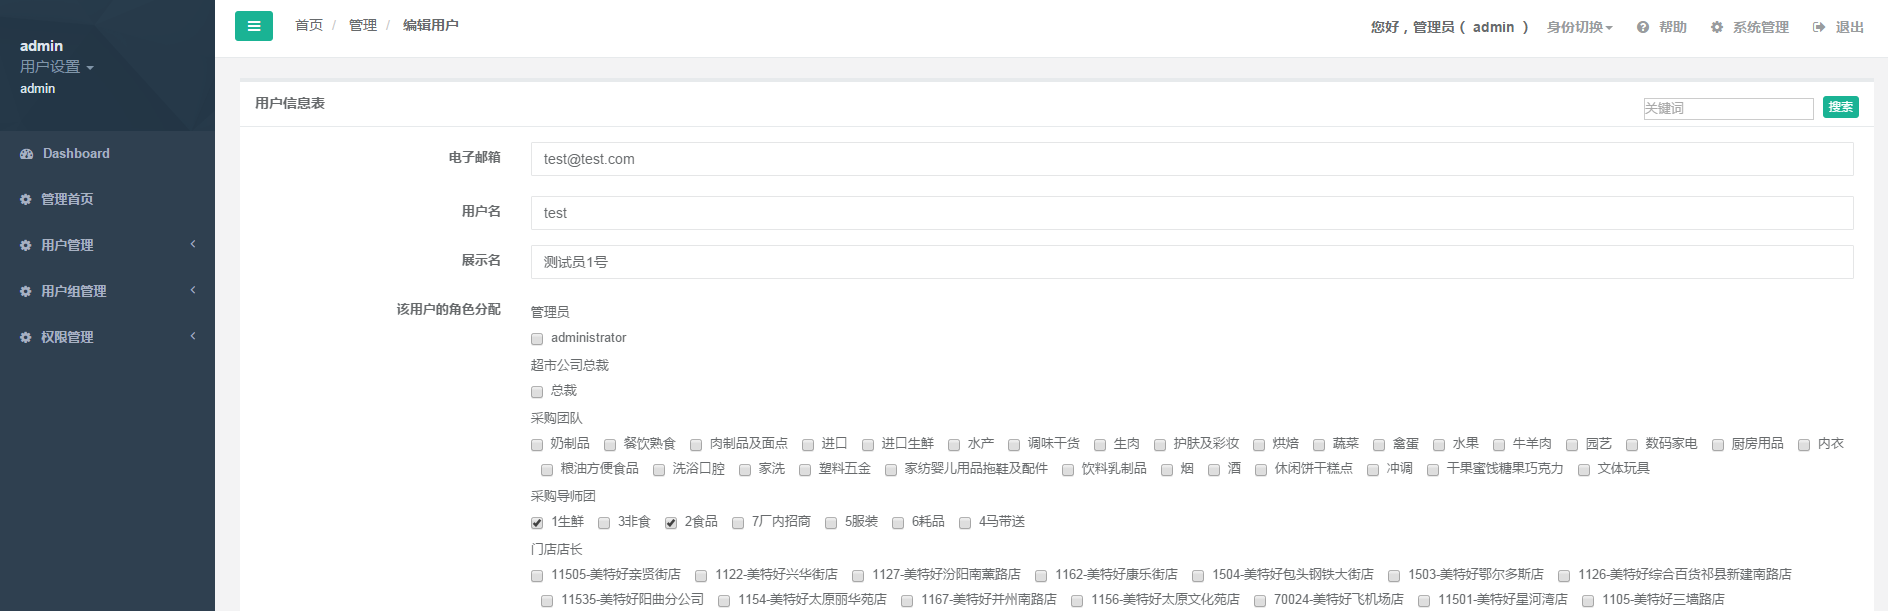 admin
用户设置
admin
Dashboard
管理首页
用户管理
用户组管理
权限管理
首页 / 管理 / 编辑用户
您好，管理员（ admin ） 身份切换 帮助 系统管理 退出
用户信息表
关键词 搜索
电子邮箱 test@test.com
用户名 test
展示名 测试员1号
该用户的角色分配 管理员
administrator
超市公司总裁
总裁
采购团队
奶制品 餐饮熟食 肉制品及面点 进口 进口生鲜 水产 调味干货 生肉 护肤及彩妆 烘焙 蔬菜 禽蛋 水果 牛羊肉 园艺 数码家电 厨房用品 内衣
粮油方便食品 洗浴口腔 家洗 塑料五金 家纺婴儿用品拖鞋及配件 饮料乳制品 烟 酒 休闲饼干糕点 冲调 干果蜜饯糖果巧克力 文体玩具
采购导师团
1生鲜 3非食 2食品 7厂内招商 5服装 6耗品 4马带送
门店店长
11505-美特好亲贤街店 1122-美特好兴华街店 1127-美特好汾阳南薰路店 1162-美特好康乐街店 1504-美特好包头钢铁大街店 1503-美特好鄂尔多斯店 1126-美特好综合百货祁县新建南路店
11535-美特好阳曲分公司 1154-美特好太原丽华苑店 1167-美特好并州南路店 1156-美特好太原文化苑店 70024-美特好飞机场店 11501-美特好星河湾店 1105-美特好三墙路店